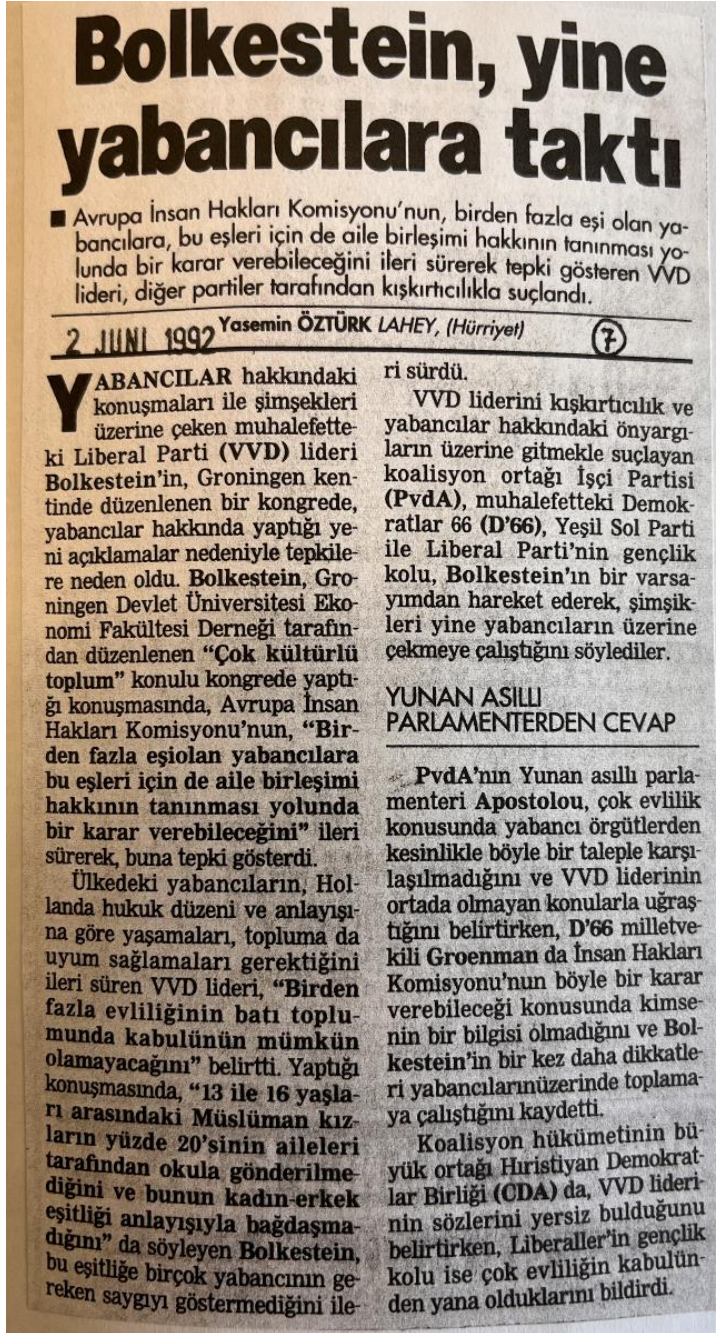 Bolkestein, yine
yabancılara taktı
■ Avrupa İnsan Hakları Komisyonu'nun, birden fazla eşi olan ya-
bancılara, bu eşleri için de aile birleşimi hakkının tanınması yo-
lunda bir karar verebileceğini ileri sürerek tepki gösteren VVD
lideri, diğer partiler tarafından kışkırtıcılıkla suçlandı.
2 JUNI 1992 Yasemin ÖZTÜRK LAHEY, (Hürriyet) 7
YABANCILAR hakkındaki
konuşmaları ile şimşekleri
üzerine çeken muhalefette-
ki Liberal Parti (VVD) lideri
Bolkestein'in, Groningen ken-
tinde düzenlenen bir kongrede,
yabancılar hakkında yaptığı ye-
ni açıklamalar nedeniyle tepkile-
re neden oldu. Bolkestein, Gro-
ningen Devlet Üniversitesi Eko-
nomi Fakültesi Derneği tarafın-
dan düzenlenen “Çok kültürlü
toplum” konulu kongrede yaptı-
ğı konuşmasında, Avrupa İnsan
Hakları Komisyonu'nun, “Bir-
den fazla eşiolan yabancılara
bu eşleri için de aile birleşimi
hakkının tanınması yolunda
bir karar verebileceğini” ileri
sürerek, buna tepki gösterdi.
Ülkedeki yabancıların, Hol-
landa hukuk düzeni ve anlayışı-
na göre yaşamaları, topluma da
uyum sağlamaları gerektiğini
ileri süren VVD lideri, “Birden
fazla evliliğinin batı toplu-
munda kabulünün mümkün
olamayacağını” belirtti. Yaptığı
konuşmasında, “13 ile 16 yaşla-
rı arasındaki Müslüman kız-
ların yüzde 20'sinin aileleri
tarafından okula gönderilme-
diğini ve bunun kadın-erkek
eşitliği anlayışıyla bağdaşma-
dığını” da söyleyen Bolkestein,
bu eşitliğe birçok yabancının ge-
reken saygıyı göstermediğini ile-
ri sürdü.
VVD liderini kışkırtıcılık ve
yabancılar hakkındaki önyargı-
ların üzerine gitmekle suçlayan
koalisyon ortağı İşçi Partisi
(PvdA), muhalefetteki Demok-
ratlar 66 (D'66), Yeşil Sol Parti
ile Liberal Parti'nin gençlik
kolu, Bolkestein'ın bir varsa-
yımdan hareket ederek, şimşik-
leri yine yabancıların üzerine
çekmeye çalıştığını söylediler.
YUNAN ASILLI
PARLAMENTERDEN CEVAP
PvdA'nın Yunan asıllı parla-
menteri Apostolou, çok evlilik
konusunda yabancı örgütlerden
kesinlikle böyle bir taleple karşı-
laşılmadığını ve VVD liderinin
ortada olmayan konularla uğraş-
tığını belirtirken, D'66 milletve-
kili Groenman da İnsan Hakları
Komisyonu'nun böyle bir karar
verebileceği konusunda kimse-
nin bir bilgisi olmadığını ve Bol-
kestein'in bir kez daha dikkatle-
ri yabancılarınüzerinde toplama-
ya çalıştığını kaydetti.
Koalisyon hükümetinin bü-
yük ortağı Hıristiyan Demokrat-
lar Birliği (CDA) da, VVD lideri-
nin sözlerini yersiz bulduğunu
belirtirken, Liberaller'in gençlik
kolu ise çok evliliğin kabulün-
den yana olduklarını bildirdi.